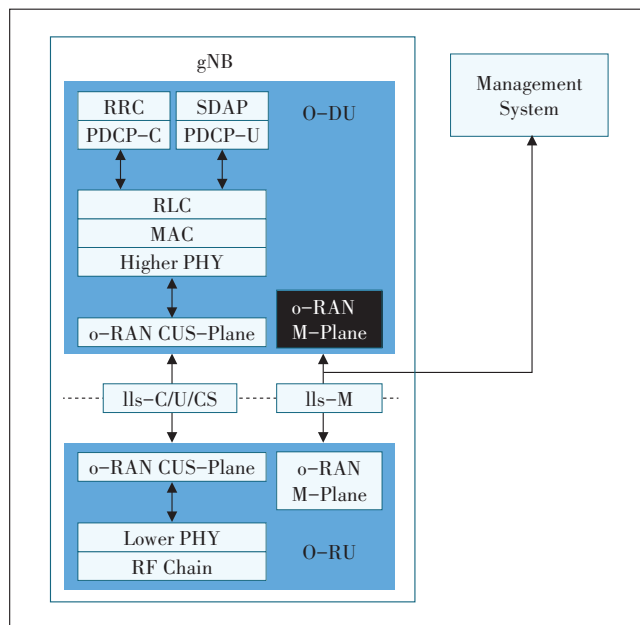 gNB
Management
System
RRC
SDAP
O-DU
PDCP-C
PDCP-U
RLC
MAC
Higher PHY
o-RAN
M-Plane
o-RAN CUS-Plane
lls-C/U/CS
lls-M
o-RAN CUS-Plane
o-RAN
M-Plane
Lower PHY
RF Chain
O-RU